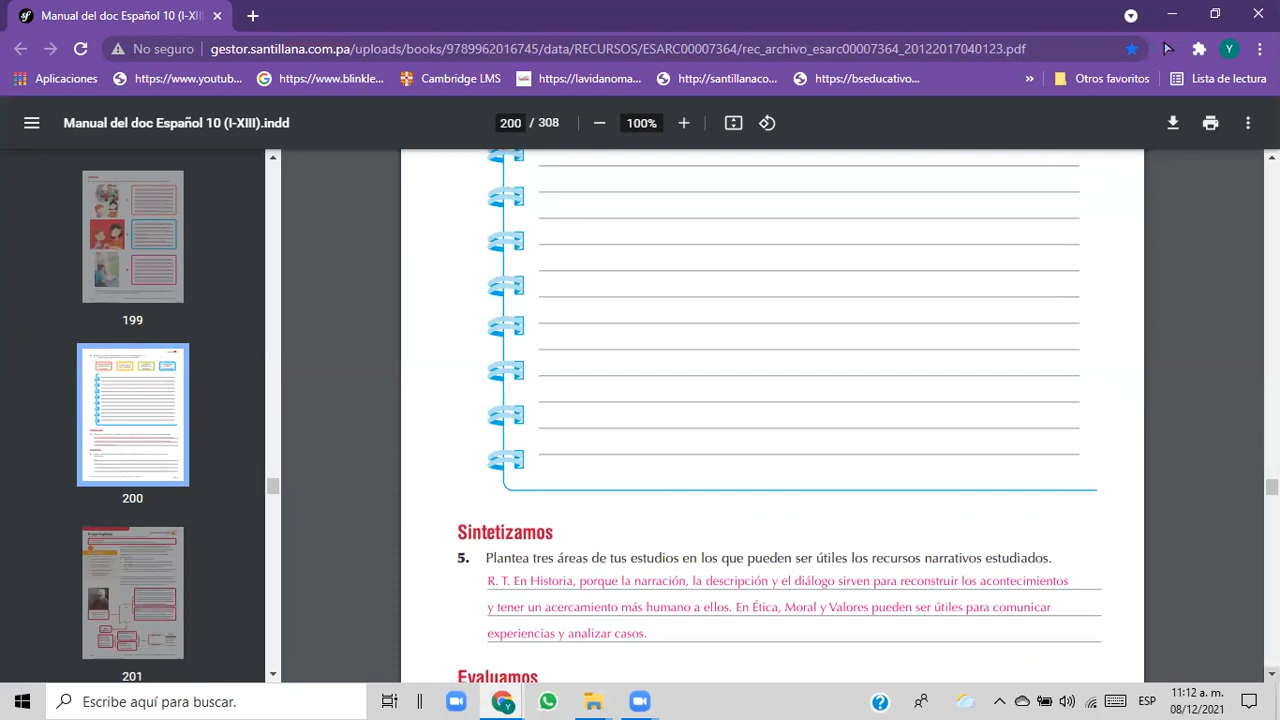 Manual del doc Español 10 (I-XIII
No seguro
gestor.santillana.com.pa/uploads/books/9789962016745/data/RECURSOS/ESARC00007364/rec_archivo_esarc00007364_20122017040123.pdf
Y
Aplicaciones
https://www.youtub...
https://www.blinkle...
Cambridge LMS
https://lavidanoma...
http://santillanaco...
https://bseducativo...
»
Otros favoritos
Lista de lectura
Manual del doc Español 10 (I-XIII).indd
200 / 308
100%
199
200
201
Sintetizamos
5. Plantea tres áreas de tus estudios en los que pueden ser útiles los recursos narrativos estudiados.
R. T. En Historia, porque la narración, la descripción y el diálogo sirven para reconstruir los acontecimientos
y tener un acercamiento más humano a ellos. En Ética, Moral y Valores pueden ser útiles para comunicar
experiencias y analizar casos.
Evaluamos
Escribe aquí para buscar.
ESP
11:12 a. m.
08/12/2021